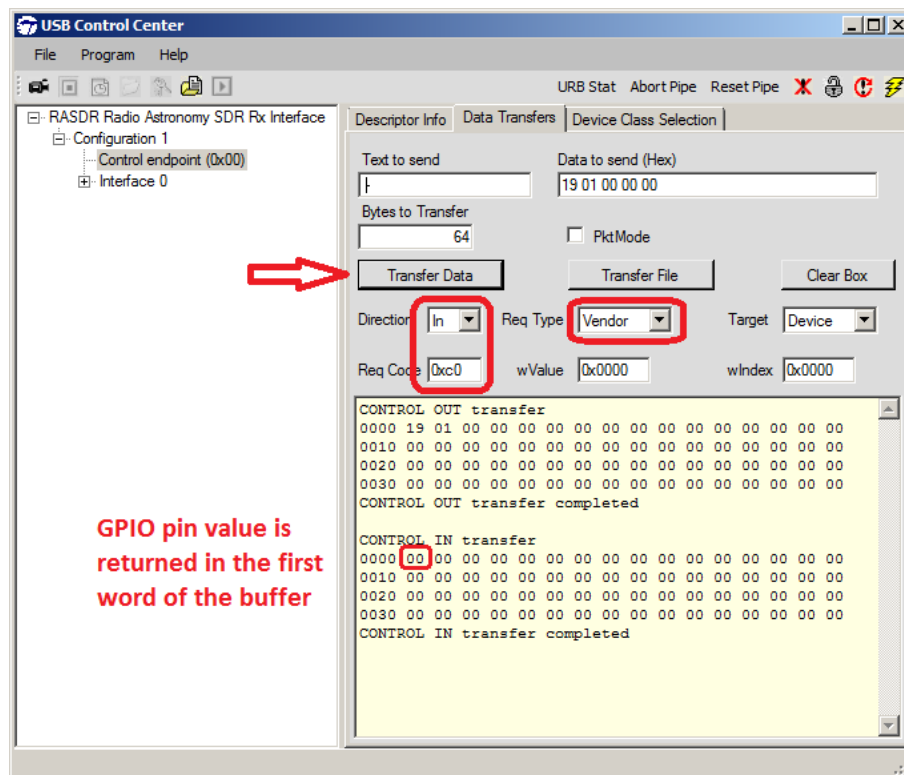 USB Control Center
File Program Help
URB Stat Abort Pipe Reset Pipe
RASDR Radio Astronomy SDR Rx Interface
Configuration 1
Control endpoint (0x00)
Interface 0
Descriptor Info Data Transfers Device Class Selection
Text to send Data to send (Hex)
19 01 00 00 00
Bytes to Transfer
64 PktMode
Transfer Data Transfer File Clear Box
Direction In Req Type Vendor Target Device
Req Code 0xc0 wValue 0x0000 wIndex 0x0000
CONTROL OUT transfer
0000 19 01 00 00 00 00 00 00 00 00 00 00 00 00 00 00
0010 00 00 00 00 00 00 00 00 00 00 00 00 00 00 00 00
0020 00 00 00 00 00 00 00 00 00 00 00 00 00 00 00 00
0030 00 00 00 00 00 00 00 00 00 00 00 00 00 00 00 00
CONTROL OUT transfer completed
CONTROL IN transfer
0000 00 00 00 00 00 00 00 00 00 00 00 00 00 00 00 00
0010 00 00 00 00 00 00 00 00 00 00 00 00 00 00 00 00
0020 00 00 00 00 00 00 00 00 00 00 00 00 00 00 00 00
0030 00 00 00 00 00 00 00 00 00 00 00 00 00 00 00 00
CONTROL IN transfer completed
GPIO pin value is
returned in the first
word of the buffer